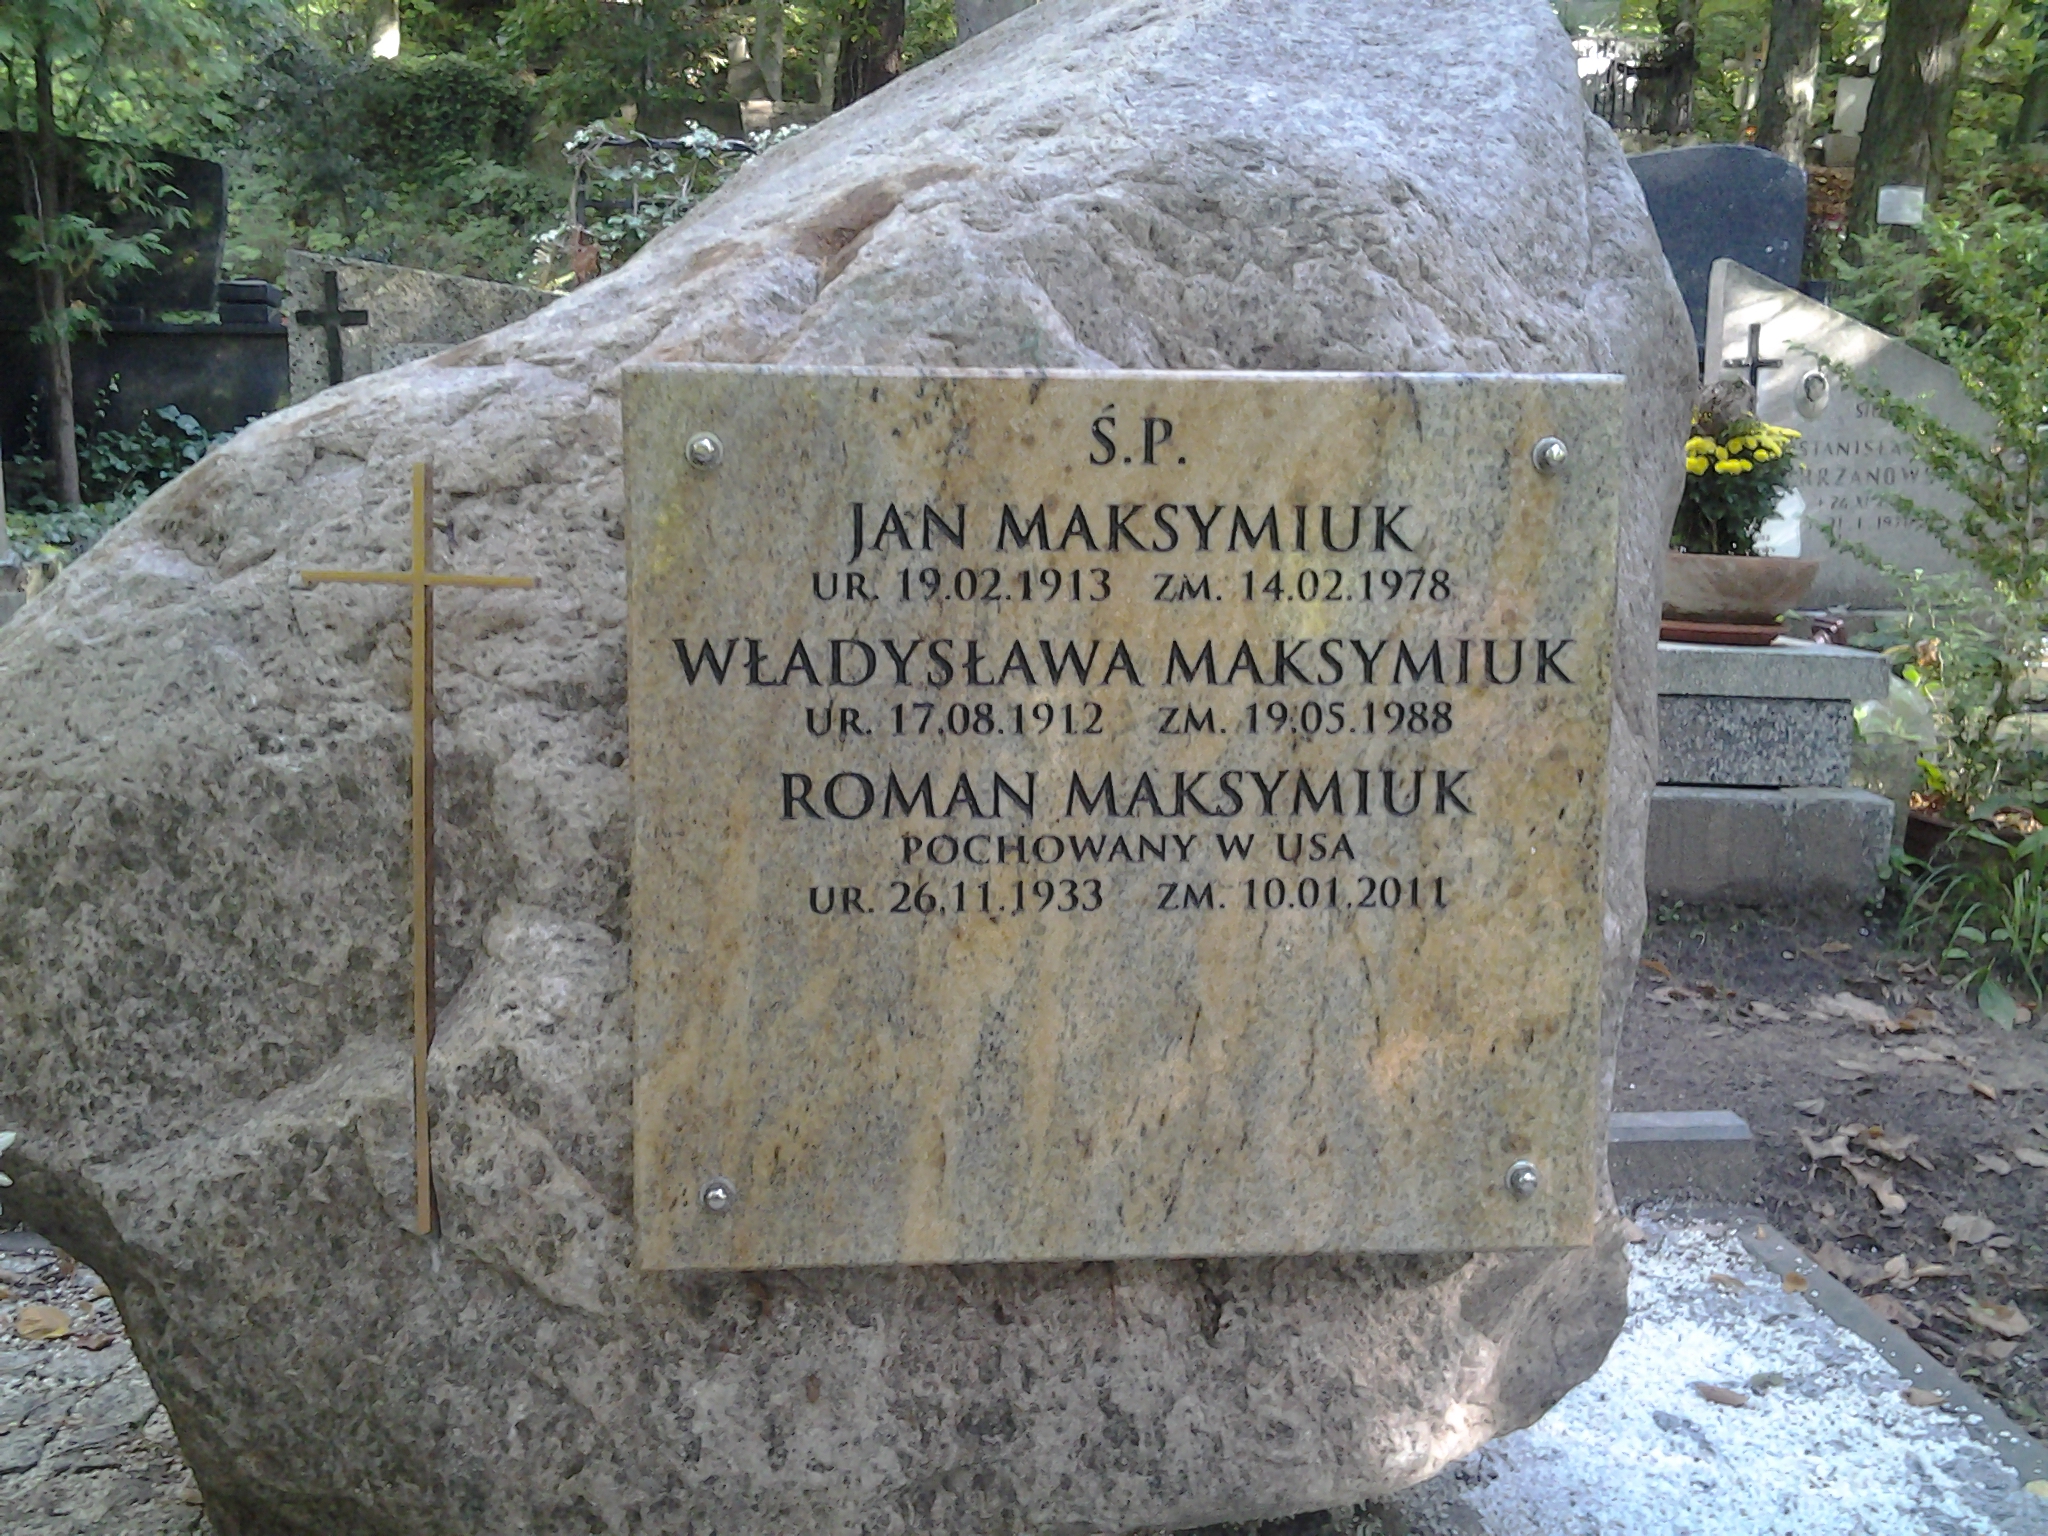 Ś.P.
JAN MAKSYMIUK
UR. 19.02.1913 ZM. 14.02.1978
WŁADYSŁAWA MAKSYMIUK
UR. 17.08.1912 ZM. 19.05.1988
ROMAN MAKSYMIUK
POCHOWANY W USA
UR. 26.11.1933 ZM. 10.01.2011